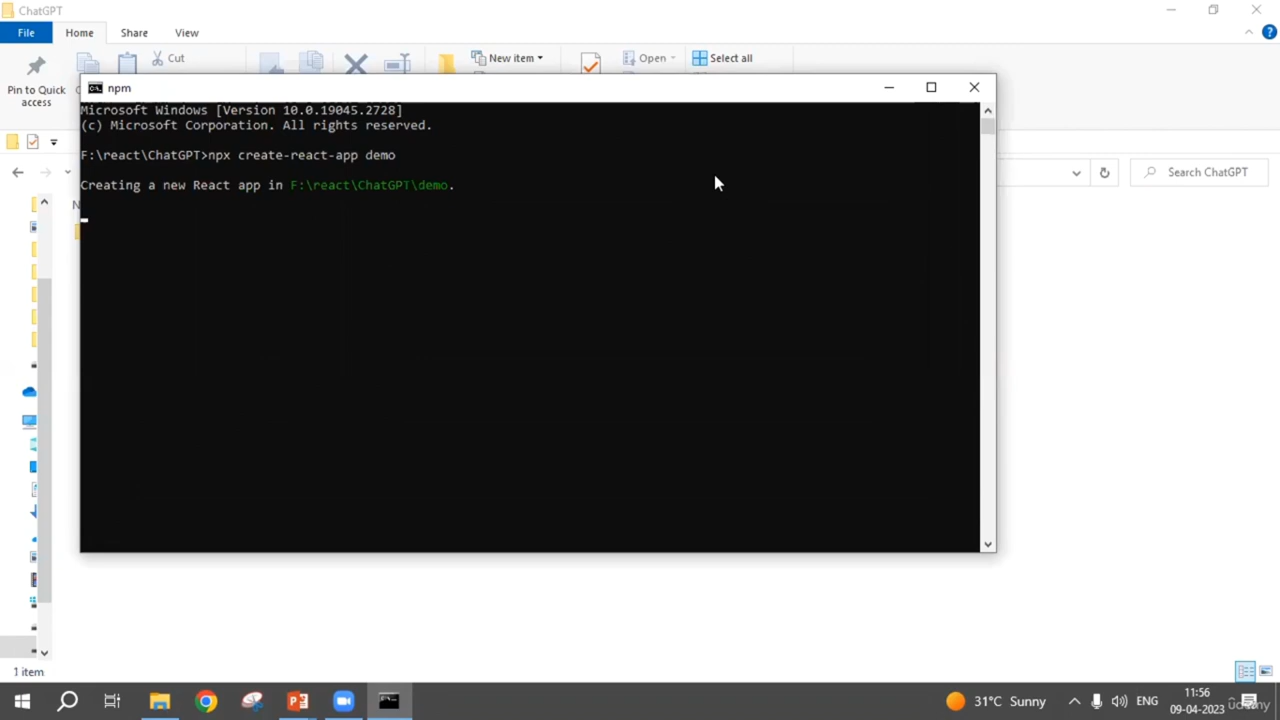 ChatGPT
File Home Share View
Cut
New item
Open
Select all
Pin to Quick
access
npm
Microsoft Windows [Version 10.0.19045.2728]
(c) Microsoft Corporation. All rights reserved.
F:\react\ChatGPT>npx create-react-app demo
Search ChatGPT
Creating a new React app in F:\react\ChatGPT\demo.
1 item
31°C Sunny
ENG
11:56
09-04-2023
udemy